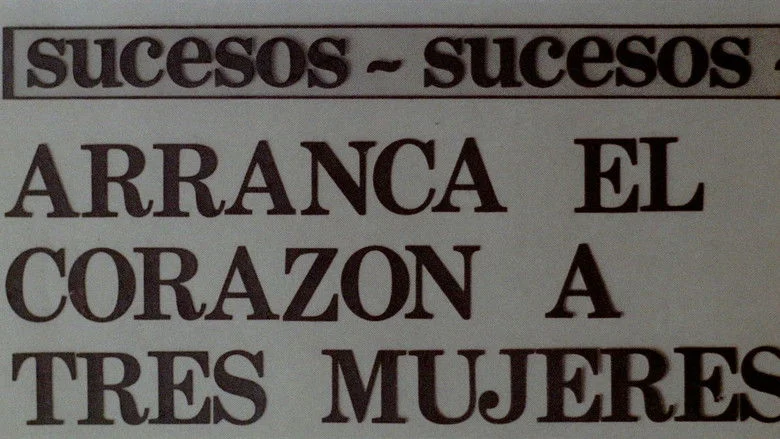 sucesos ~ sucesos
ARRANCA EL
CORAZON A
TRES MUJERES